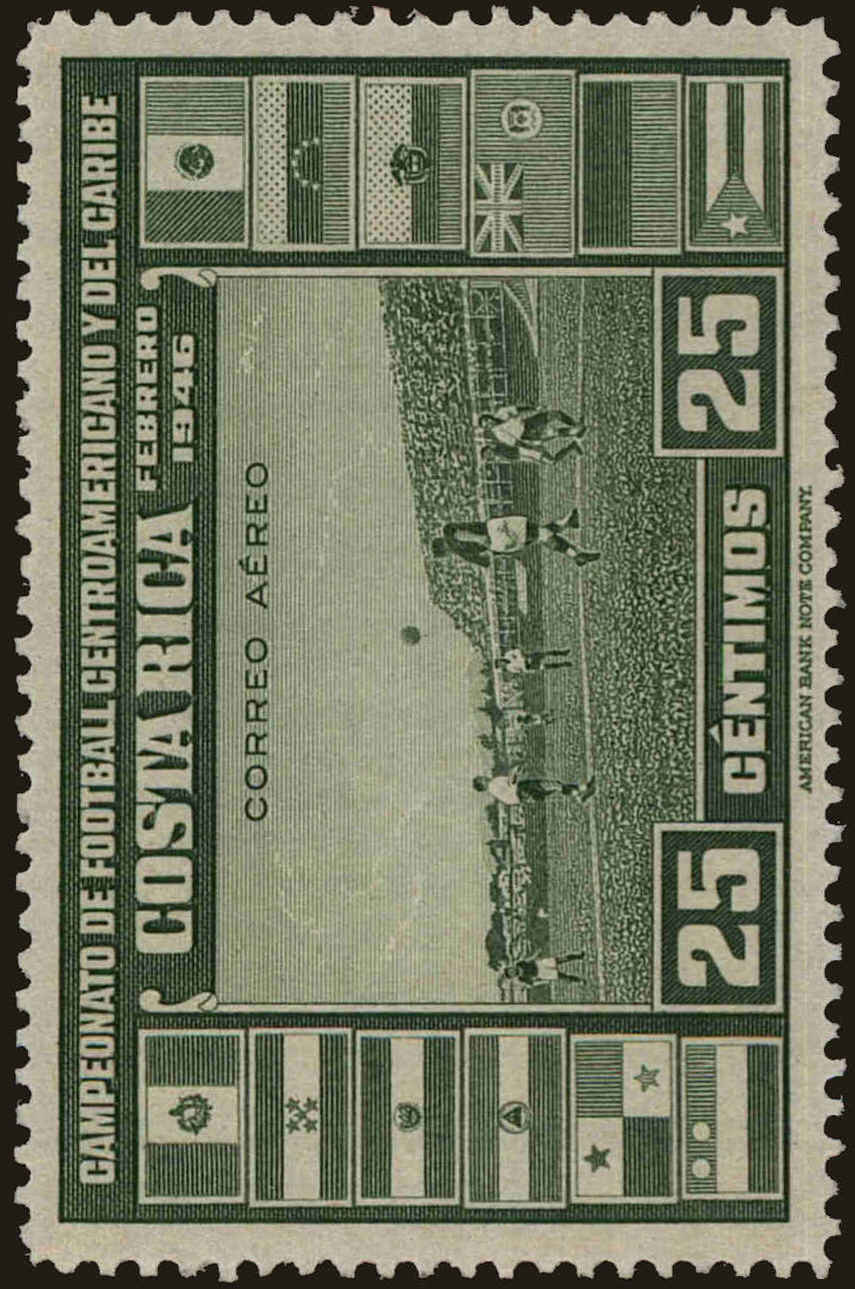 CAMPEONATO DE FOOTBALL CENTROAMERICANO Y DEL CARIBE
COSTA RICA
FEBRERO
1946
CORREO AÉREO
25
CÉNTIMOS
25
AMERICAN BANK NOTE COMPANY.